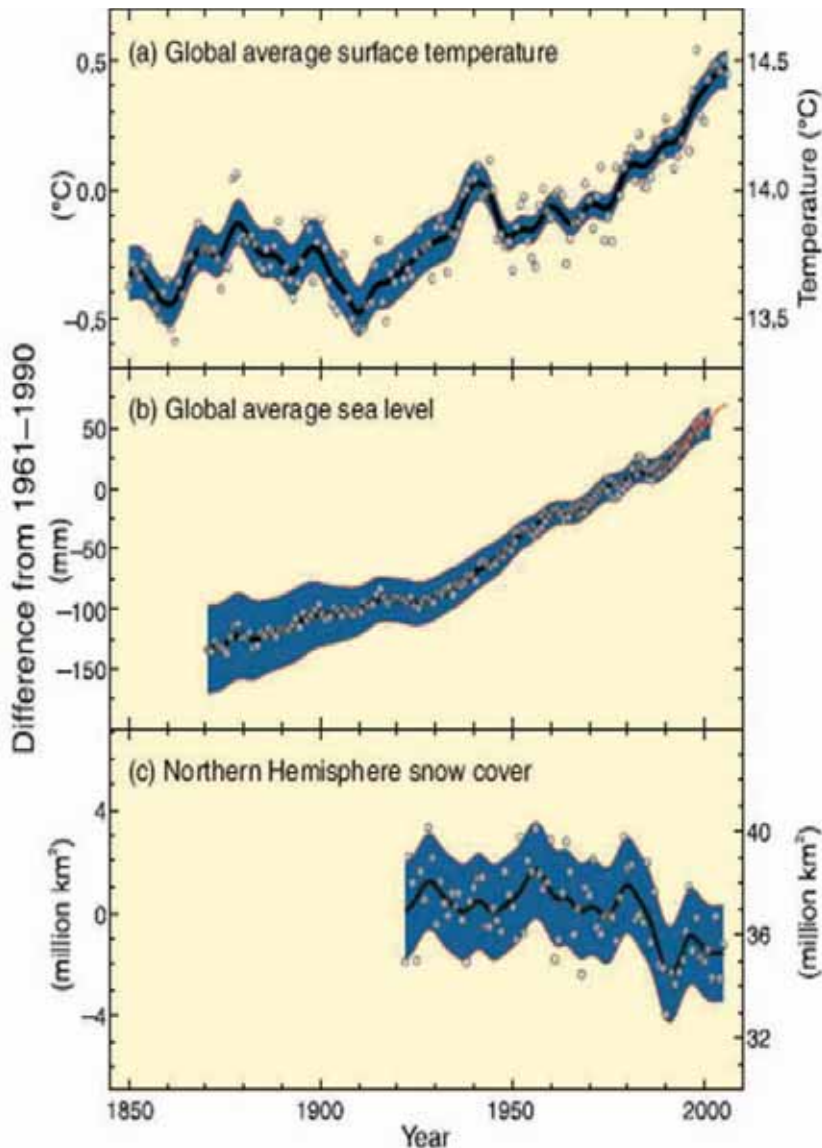 (a) Global average surface temperature
0.5
0.0
−0.5
(°C)
14.5
14.0
13.5
Temperature (°C)
Difference from 1961–1990
(b) Global average sea level
50
0
−50
−100
−150
(mm)
(c) Northern Hemisphere snow cover
4
0
−4
(million km²)
40
36
32
(million km²)
1850
1900
1950
2000
Year